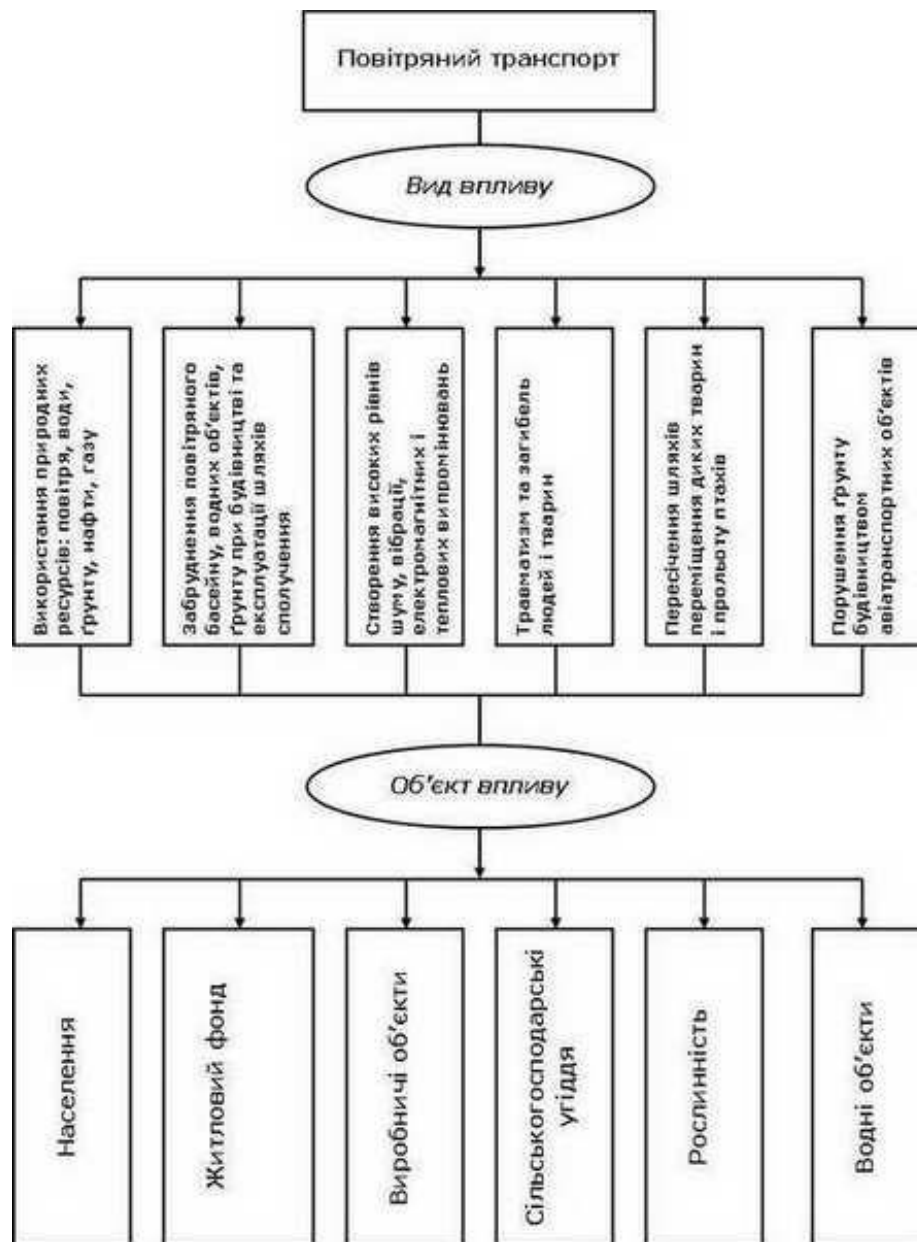 Повітряний транспорт
Вид впливу
Використання природних
ресурсів: повітря, води,
ґрунту, нафти, газу
Забруднення повітряного
басейну, водних об'єктів,
ґрунту при будівництві та
експлуатації шляхів
сполучення
Створення високих рівнів
шуму, вібрації,
електромагнітних і
теплових випромінювань
Травматизм та загибель
людей і тварин
Пересічення шляхів
переміщення диких тварин
і прольоту птахів
Порушення ґрунту
будівництвом
авіатранспортних об'єктів
Об'єкт впливу
Населення
Житловий фонд
Виробничі об'єкти
Сільськогосподарські
угіддя
Рослинність
Водні об'єкти